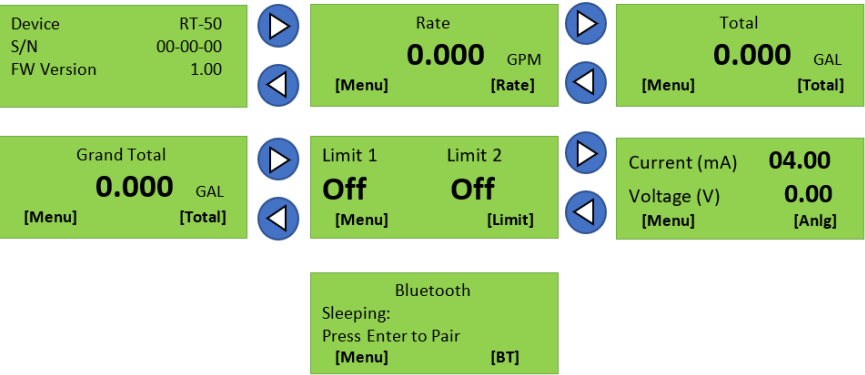 Device RT-50
S/N 00-00-00
FW Version 1.00
Rate
0.000 GPM
[Menu] [Rate]
Total
0.000 GAL
[Menu] [Total]
Grand Total
0.000 GAL
[Menu] [Total]
Limit 1 Limit 2
Off Off
[Menu] [Limit]
Current (mA) 04.00
Voltage (V) 0.00
[Menu] [Anlg]
Bluetooth
Sleeping:
Press Enter to Pair
[Menu] [BT]